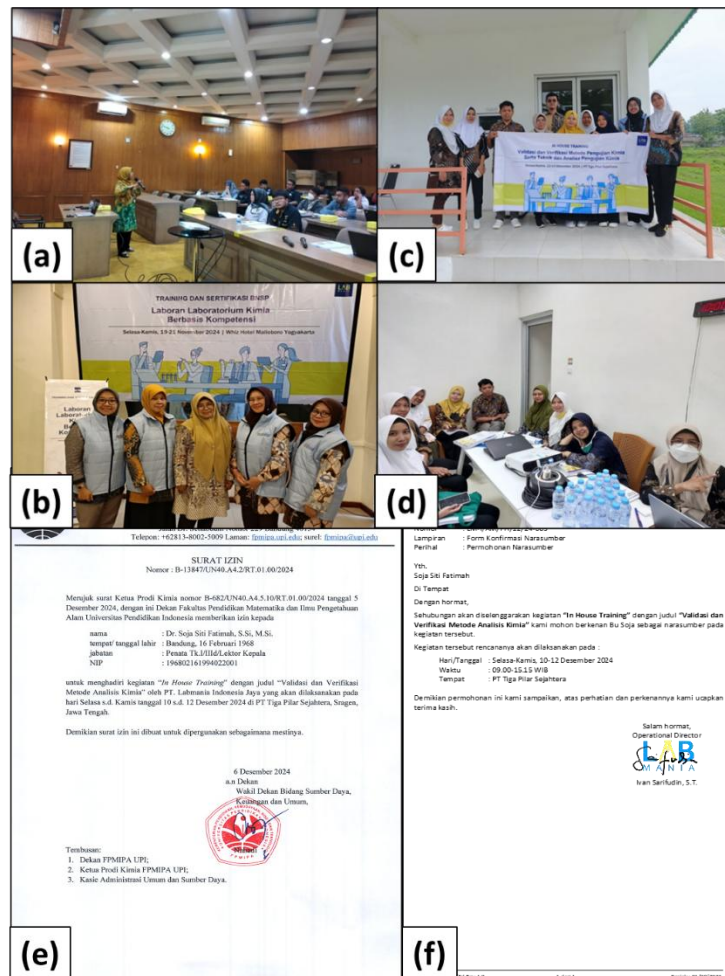 (a)
IN HOUSE TRAINING
Validasi dan Verifikasi Metode Pengujian Kimia
Serta Teknik dan Analisa Pengujian Kimia
(c)
TRAINING DAN SERTIFIKASI BNSP
Laboran Laboratorium Kimia
Berbasis Kompetensi
Selasa-Kamis, 19-21 November 2024 | Whiz Hotel Malioboro Yogyakarta
(b)
(d)
Telepon: +62813-8002-5009 Laman: fpmipa.upi.edu; surel: fpmipa@upi.edu
SURAT IZIN
Nomor : B-13847/UN40.A4.2/RT.01.00/2024
Merujuk surat Ketua Prodi Kimia nomor B-682/UN40.A4.5.10/RT.01.00/2024 tanggal 5
Desember 2024, dengan ini Dekan Fakultas Pendidikan Matematika dan Ilmu Pengetahuan
Alam Universitas Pendidikan Indonesia memberikan izin kepada
nama : Dr. Soja Siti Fatimah, S.Si, M.Si.
tempat/ tanggal lahir : Bandung, 16 Februari 1968
jabatan : Penata Tk.I/IIId/Lektor Kepala
NIP : 196802161994022001
untuk menghadiri kegiatan "In House Training" dengan judul "Validasi dan Verifikasi
Metode Analisis Kimia" oleh PT. Labmania Indonesia Jaya yang akan dilaksanakan pada
hari Selasa s.d. Kamis tanggal 10 s.d. 12 Desember 2024 di PT Tiga Pilar Sejahtera, Sragen,
Jawa Tengah.
Demikian surat izin ini dibuat untuk dipergunakan sebagaimana mestinya.
6 Desember 2024
a.n Dekan
Wakil Dekan Bidang Sumber Daya,
Keuangan dan Umum,
FPMIPA
Tembusan:
1. Dekan FPMIPA UPI;
2. Ketua Prodi Kimia FPMIPA UPI;
3. Kasie Administrasi Umum dan Sumber Daya.
(e)
Lampiran : Form Konfirmasi Narasumber
Perihal : Permohonan Narasumber
Yth.
Soja Siti Fatimah
Di Tempat
Dengan hormat,
Sehubungan akan diselenggarakan kegiatan "In House Training" dengan judul "Validasi dan
Verifikasi Metode Analisis Kimia" kami mohon berkenan Bu Soja sebagai narasumber pada
kegiatan tersebut.
Kegiatan tersebut rencananya akan dilaksanakan pada :
Hari/Tanggal : Selasa-Kamis, 10-12 Desember 2024
Waktu : 09.00-15.15 WIB
Tempat : PT Tiga Pilar Sejahtera
Demikian permohonan ini kami sampaikan, atas perhatian dan perkenannya kami ucapkan
terima kasih.
Salam hormat,
Operational Director
LAB
MANIA
Ivan Sarifudin, S.T.
(f)